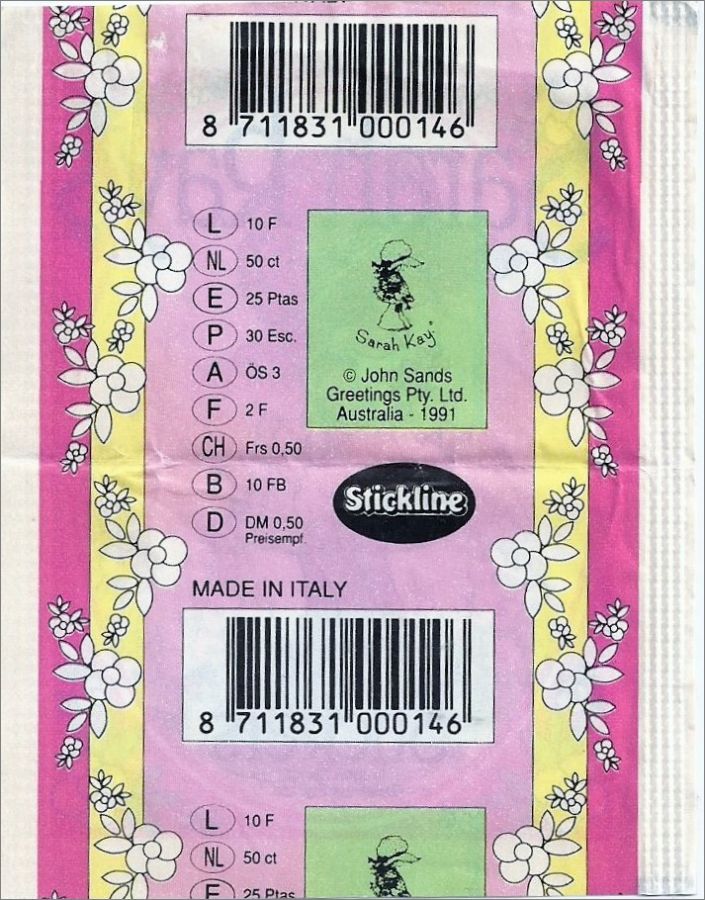 8 711831 000146
L 10 F
NL 50 ct
E 25 Ptas
P 30 Esc.
A ÖS 3
F 2 F
CH Frs 0,50
B 10 FB
D DM 0,50
Preisempf.
Sarah Kay
© John Sands
Greetings Pty. Ltd.
Australia - 1991
Stickline
MADE IN ITALY
8 711831 000146
L 10 F
NL 50 ct
E 25 Ptas